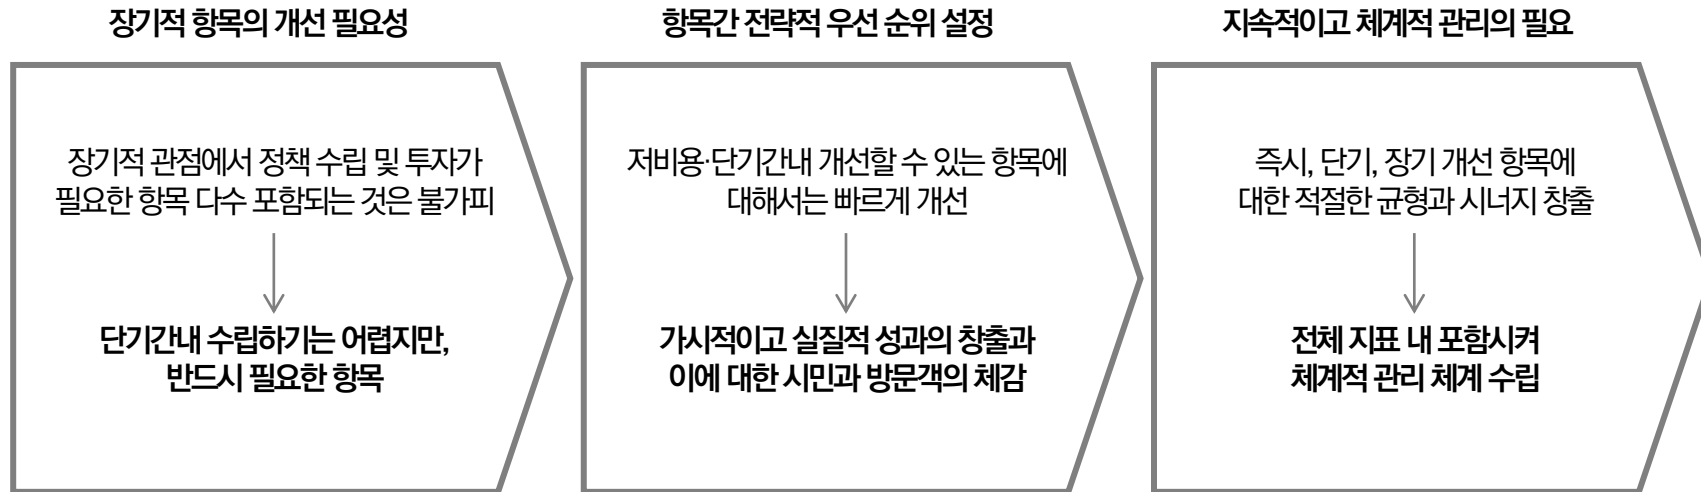 장기적 항목의 개선 필요성
장기적 관점에서 정책 수립 및 투자가
필요한 항목 다수 포함되는 것은 불가피
단기간내 수립하기는 어렵지만,
반드시 필요한 항목
항목간 전략적 우선 순위 설정
저비용·단기간내 개선할 수 있는 항목에
대해서는 빠르게 개선
가시적이고 실질적 성과의 창출과
이에 대한 시민과 방문객의 체감
지속적이고 체계적 관리의 필요
즉시, 단기, 장기 개선 항목에
대한 적절한 균형과 시너지 창출
전체 지표 내 포함시켜
체계적 관리 체계 수립